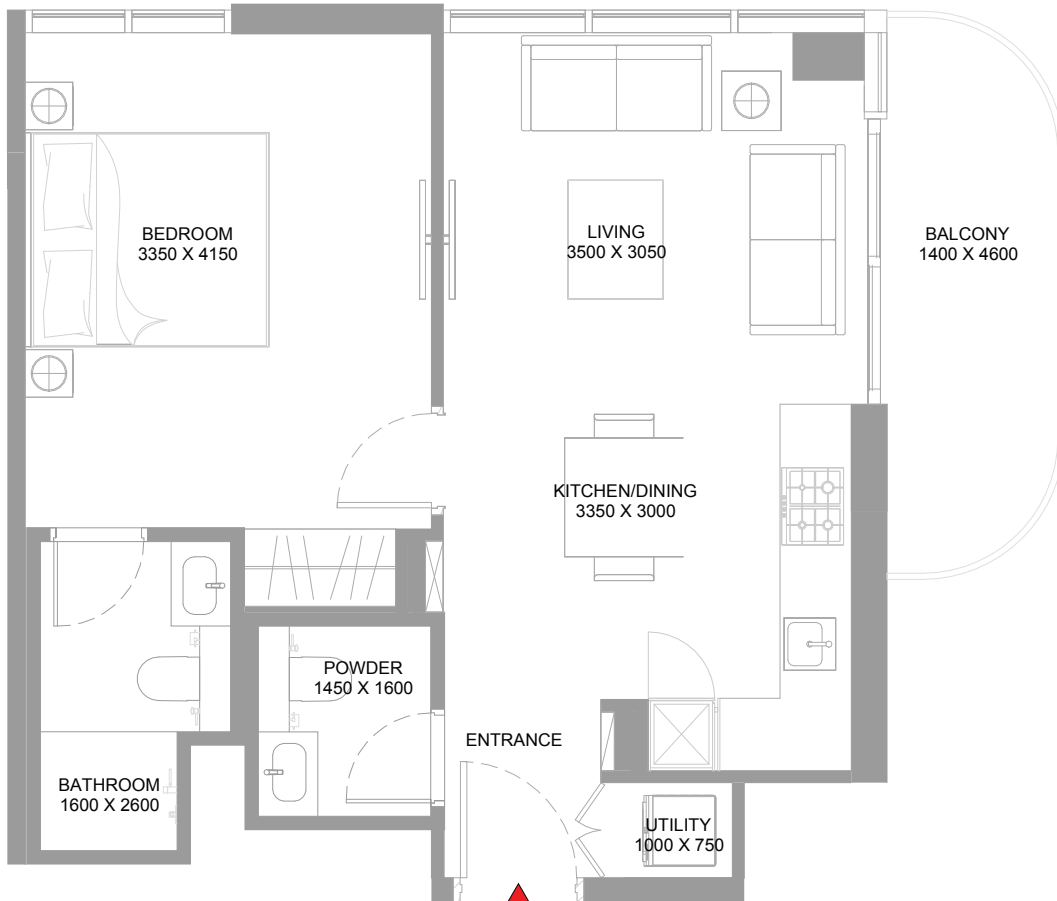 BEDROOM
3350 X 4150
LIVING
3500 X 3050
BALCONY
1400 X 4600
KITCHEN/DINING
3350 X 3000
POWDER
1450 X 1600
ENTRANCE
BATHROOM
1600 X 2600
UTILITY
1000 X 750